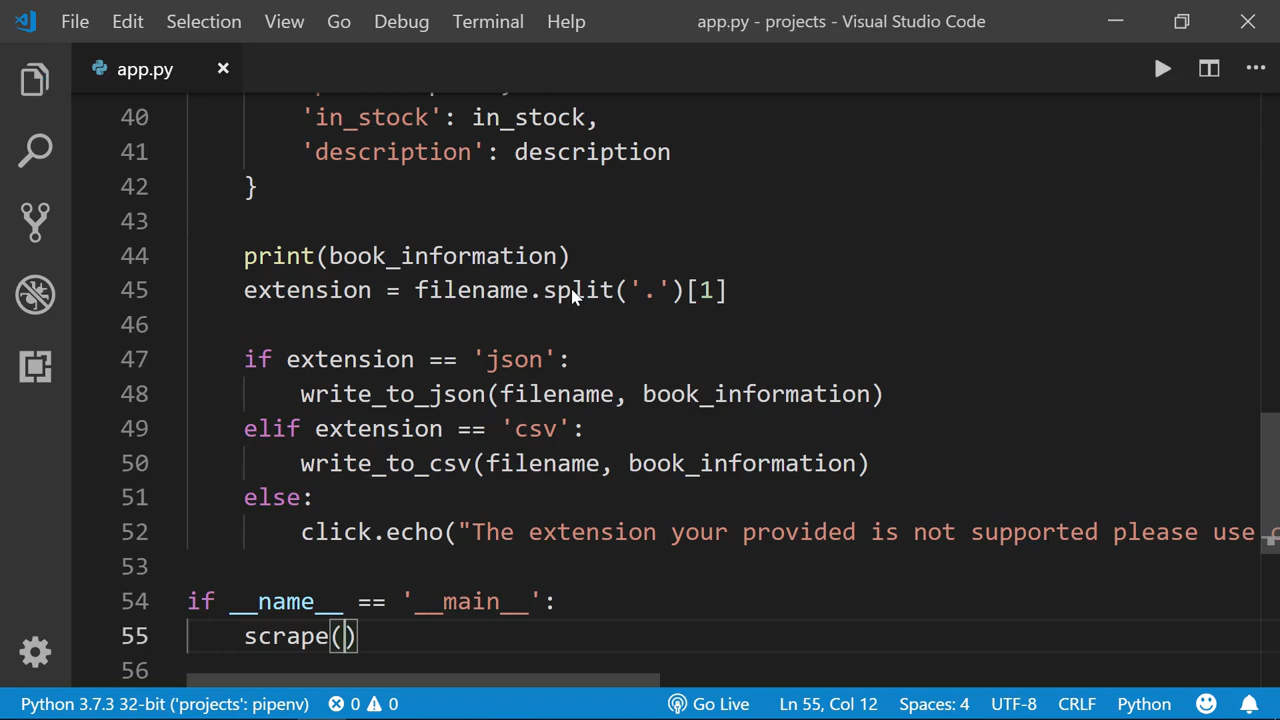 File Edit Selection View Go Debug Terminal Help app.py - projects - Visual Studio Code
app.py
40 'in_stock': in_stock,
41 'description': description
42 }
43
44 print(book_information)
45 extension = filename.split('.')[1]
46
47 if extension == 'json':
48 write_to_json(filename, book_information)
49 elif extension == 'csv':
50 write_to_csv(filename, book_information)
51 else:
52 click.echo("The extension your provided is not supported please use
53
54 if __name__ == '__main__':
55 scrape()
56
Python 3.7.3 32-bit ('projects': pipenv) 0 0 Go Live Ln 55, Col 12 Spaces: 4 UTF-8 CRLF Python